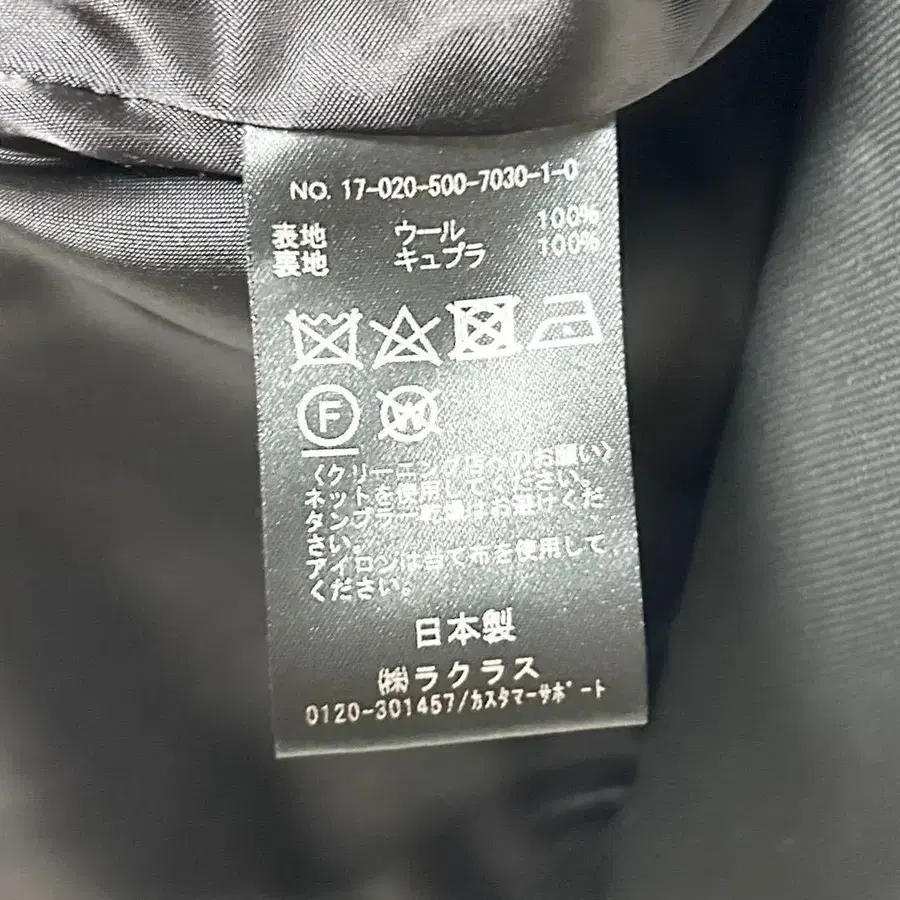 NO. 17-020-500-7030-1-0
表地 ウール 100%
裏地 キュプラ 100%
F
W
〈クリーニング店へのお願い〉
ネットを使用してください。
タンブラー乾燥はお避けくだ
さい。
アイロンは当て布を使用して
ください。
日本製
㈱ラクラス
0120-301457/カスタマーサポート